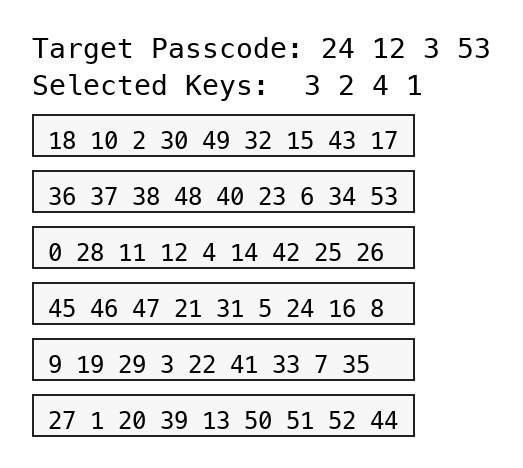 Target Passcode: 24 12 3 53
Selected Keys: 3 2 4 1
18 10 2 30 49 32 15 43 17
36 37 38 48 40 23 6 34 53
0 28 11 12 4 14 42 25 26
45 46 47 21 31 5 24 16 8
9 19 29 3 22 41 33 7 35
27 1 20 39 13 50 51 52 44